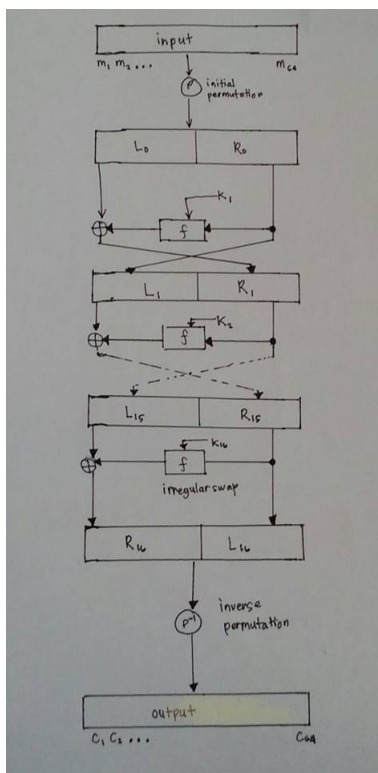 input
m1 m2 ... m64
P initial
permutation
L0 R0
K1
f
L1 R1
K2
f
L15 R15
K16
f
irregular swap
R16 L16
P-1 inverse
permutation
output
C1 C2 ... C64